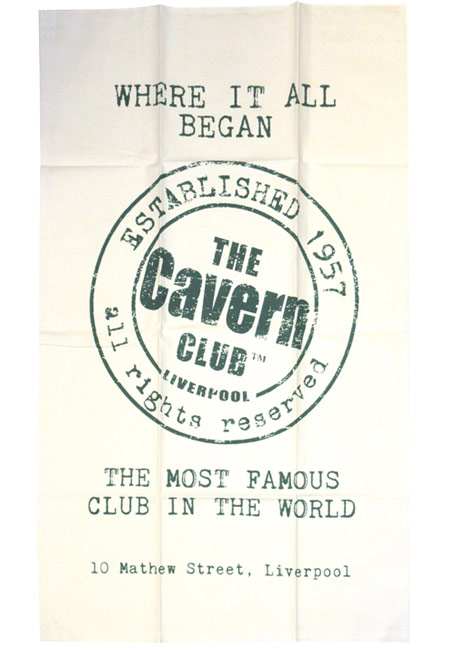 WHERE IT ALL
BEGAN
ESTABLISHED 1957
THE
Cavern
CLUB™
LIVERPOOL
all rights reserved
THE MOST FAMOUS
CLUB IN THE WORLD
10 Mathew Street, Liverpool